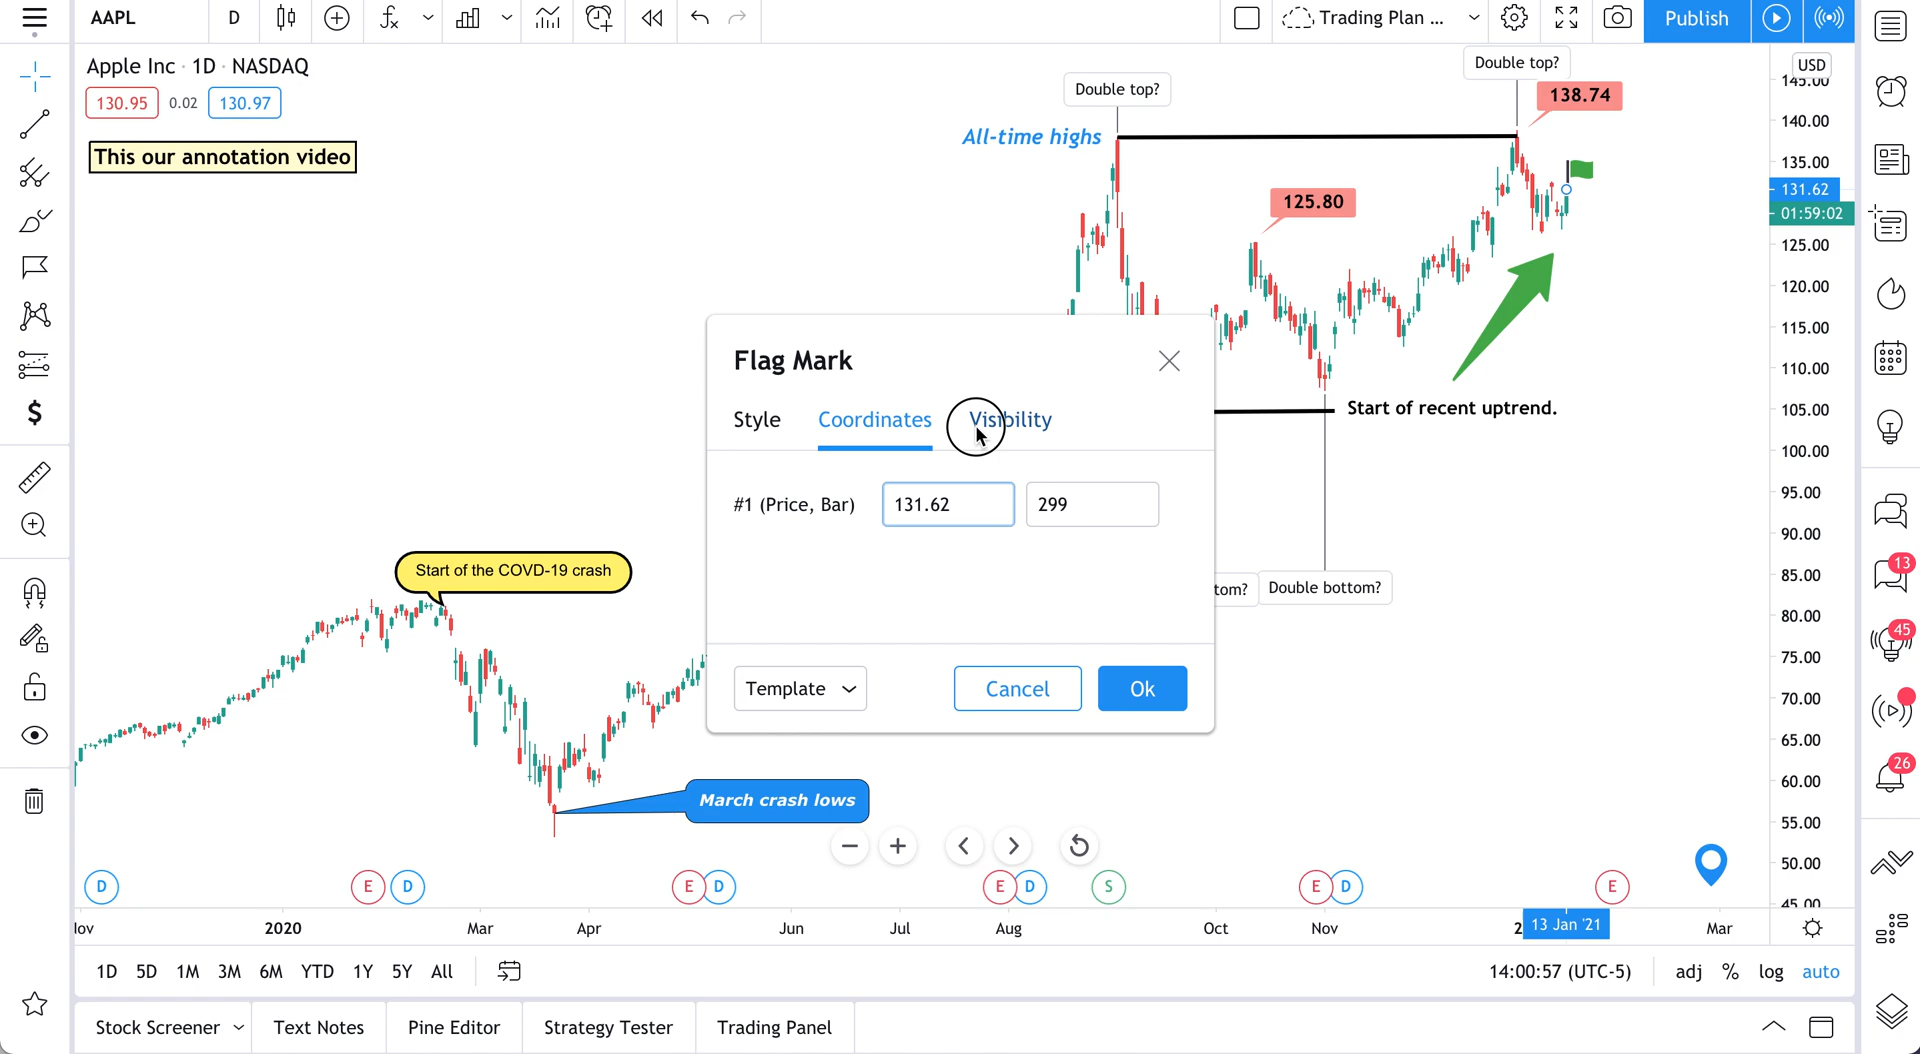 AAPL
D
Trading Plan ...
Publish
Apple Inc · 1D · NASDAQ
130.95
0.02
130.97
This our annotation video
Double top?
Double top?
138.74
All-time highs
125.80
USD
145.00
140.00
135.00
131.62
01:59:02
125.00
120.00
115.00
110.00
105.00
100.00
95.00
90.00
85.00
80.00
75.00
70.00
65.00
60.00
55.00
50.00
45.00
Start of recent uptrend.
Flag Mark
Style
Coordinates
Visibility
#1 (Price, Bar)
131.62
299
Template
Cancel
Ok
tom?
Double bottom?
Start of the COVD-19 crash
March crash lows
D
E
D
E
D
E
D
S
E
D
E
2020
Mar
Apr
Jun
Jul
Aug
Oct
Nov
2
13 Jan '21
Mar
1D
5D
1M
3M
6M
YTD
1Y
5Y
All
14:00:57 (UTC-5)
adj
%
log
auto
Stock Screener
Text Notes
Pine Editor
Strategy Tester
Trading Panel
13
45
26